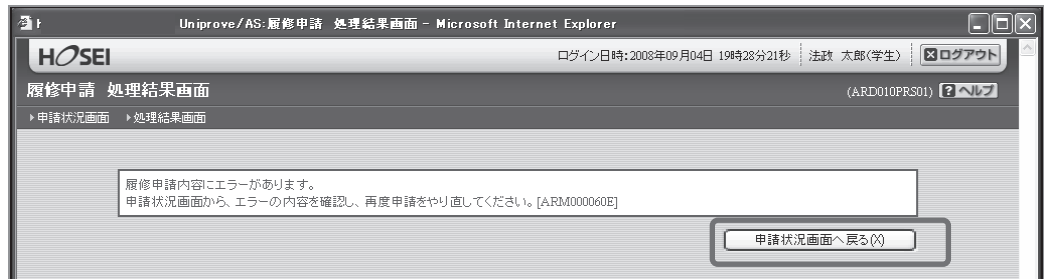 Uniprove/AS:履修申請 処理結果画面 - Microsoft Internet Explorer
HOSEI ログイン日時:2008年09月04日 19時28分21秒 法政 太郎(学生) ログアウト
履修申請 処理結果画面 (ARD010PRS01) ? ヘルプ
申請状況画面 処理結果画面
履修申請内容にエラーがあります。
申請状況画面から、エラーの内容を確認し、再度申請をやり直してください。[ARM000060E]
申請状況画面へ戻る(X)